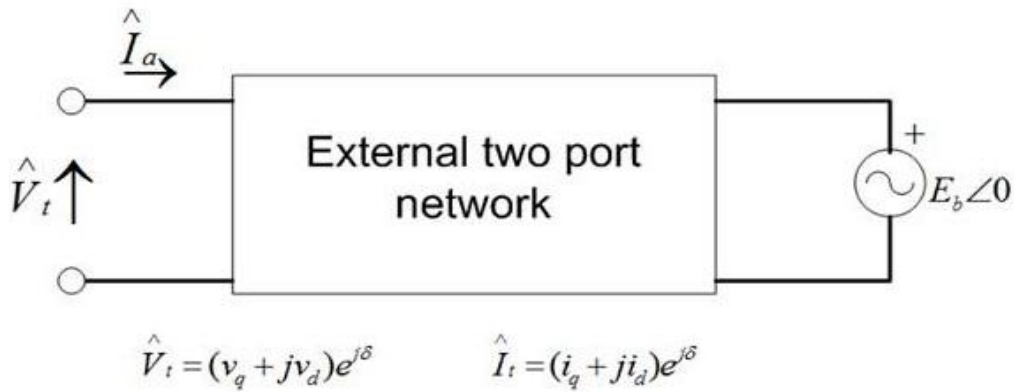 Î_a
External two port
network
V̂_t
+
E_b∠0
V̂_t = (v_q + jv_d)e^{jδ}
Î_t = (i_q + ji_d)e^{jδ}